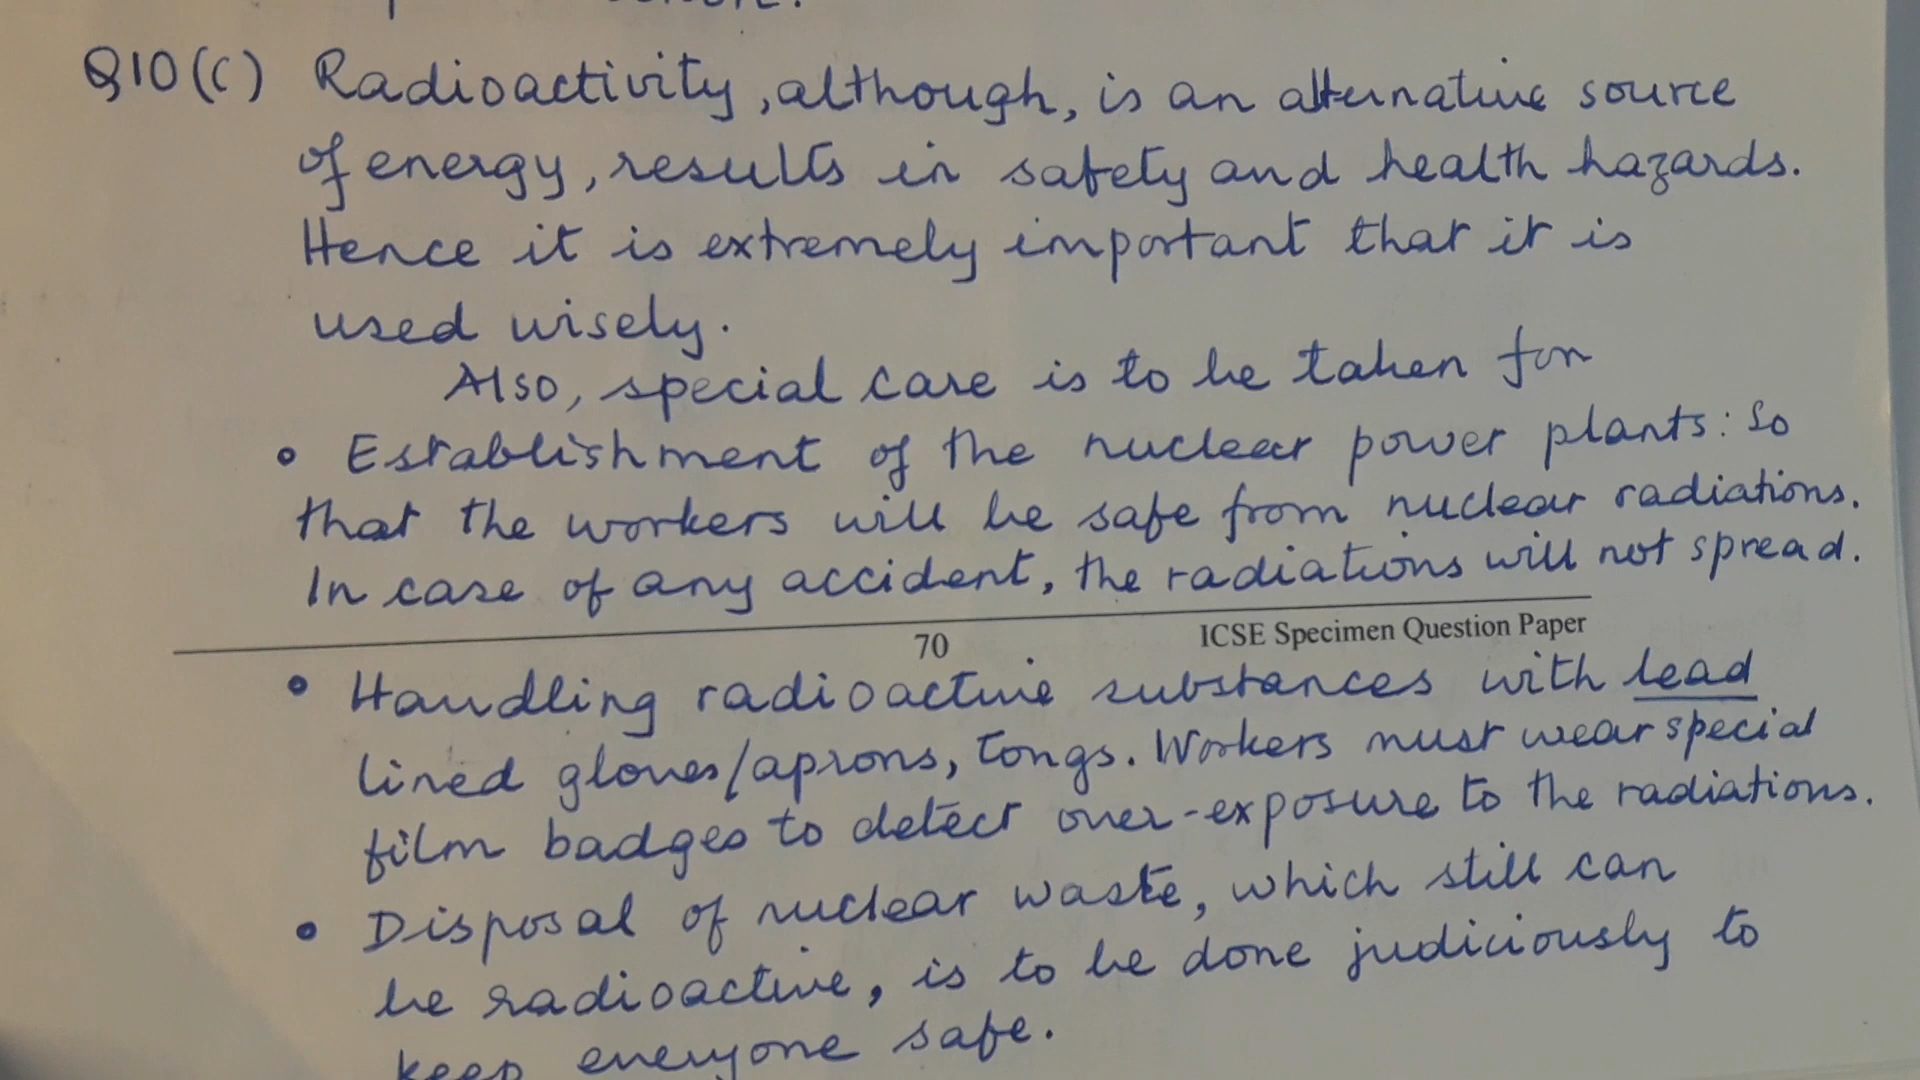 Q10(C) Radioactivity, although, is an alternative source
of energy, results in safety and health hazards.
Hence it is extremely important that it is
used wisely.
Also, special care is to be taken for
• Establishment of the nuclear power plants: So
that the workers will be safe from nuclear radiations.
In case of any accident, the radiations will not spread.
70 ICSE Specimen Question Paper
• Handling radioactive substances with lead
lined gloves/aprons, tongs. Workers must wear special
film badges to detect over-exposure to the radiations.
• Disposal of nuclear waste, which still can
be radioactive, is to be done judiciously to
keep everyone safe.